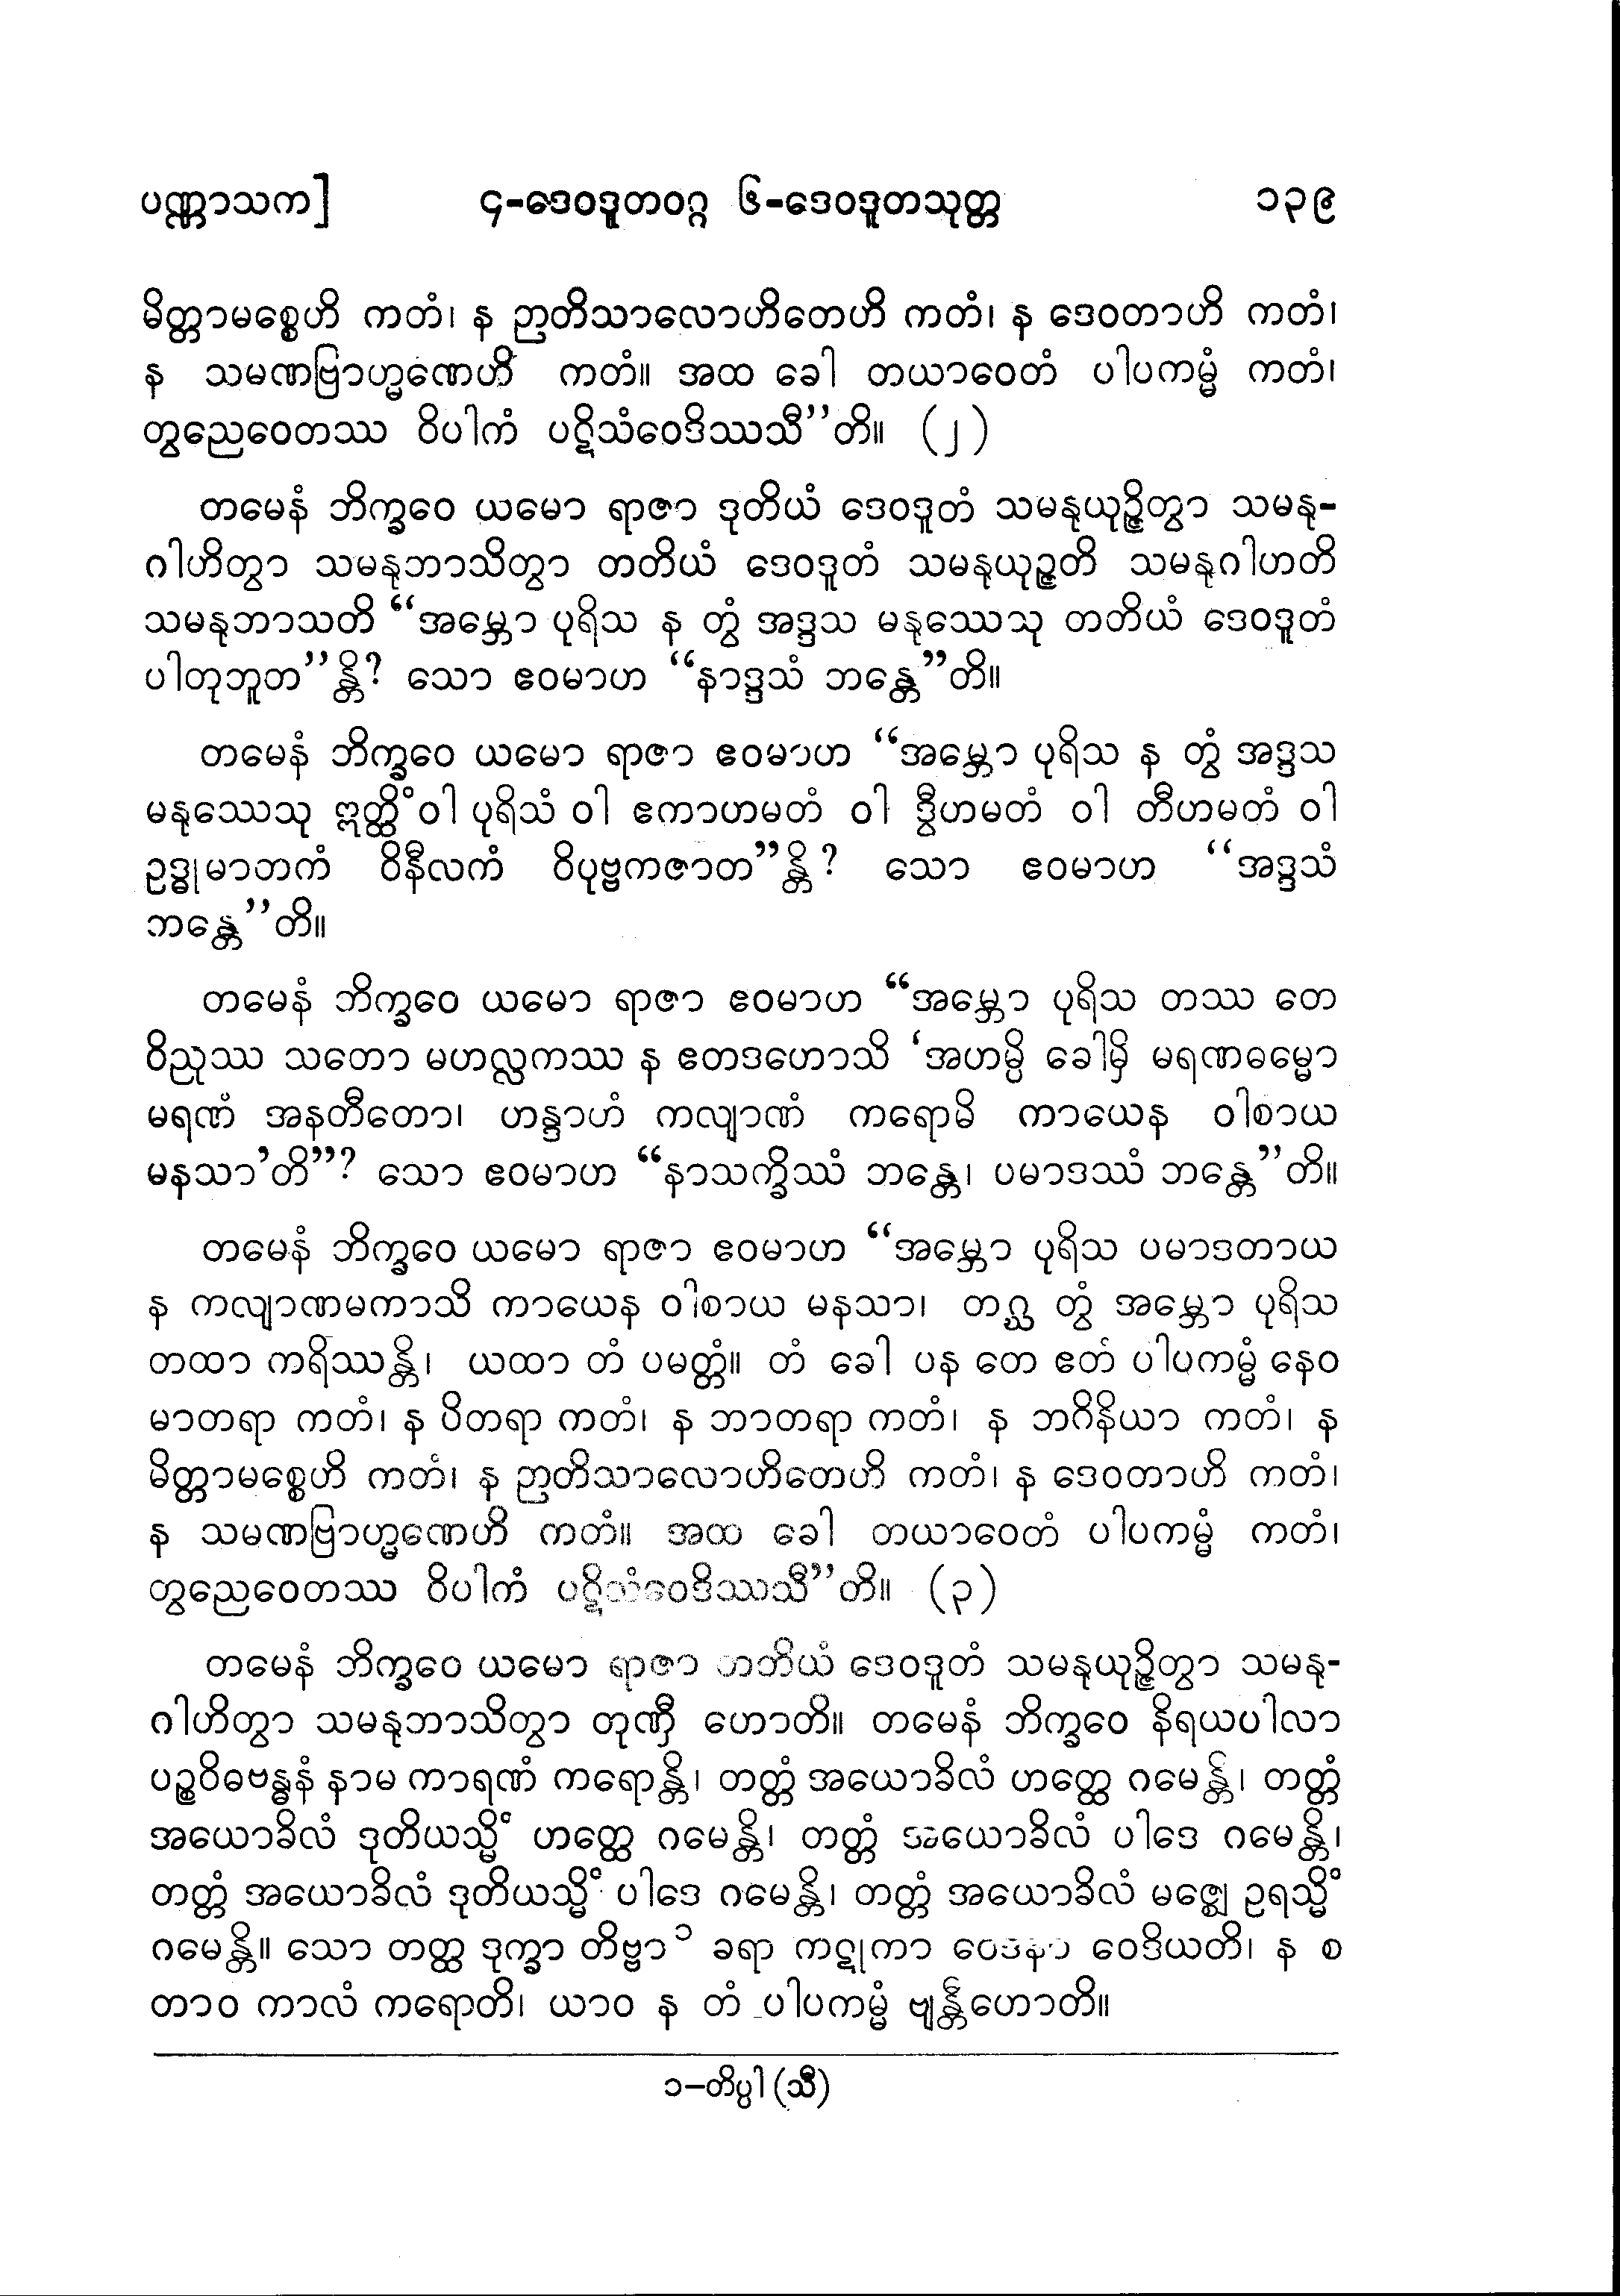 ပဏ္ဏာသက]	၄-ဒေဝဒူတဝဂ္ဂ ၆-ဒေဝဒူတသုတ္တ	၁၃၉
မိတ္တာမစ္စေဟိ ကတံ၊ န ဉာတိသာလောဟိတေဟိ ကတံ၊ န ဒေဝတာဟိ ကတံ၊
န သမဏဗြာဟ္မဏေဟိ ကတံ။ အထ ခေါ တယာဝေတံ ပါပကမ္မံ ကတံ၊
တွညေဝေတဿ ဝိပါကံ ပဋိသံဝေဒိဿသီ”တိ။ (၂)
တမေနံ ဘိက္ခဝေ ယမော ရာဇာ ဒုတိယံ ဒေဝဒူတံ သမနုယုဉ္ဇိတွာ သမနု-
ဂါဟိတွာ သမနုဘာသိတွာ တတိယံ ဒေဝဒူတံ သမနုယုဉ္ဇတိ သမနုဂါဟတိ
သမနုဘာသတိ “အမ္ဘော ပုရိသ န တွံ အဒ္ဒသ မနုဿေသု တတိယံ ဒေဝဒူတံ
ပါတုဘူတ”န္တိ? သော ဧဝမာဟ “နာဒ္ဒသံ ဘန္တေ”တိ။
တမေနံ ဘိက္ခဝေ ယမော ရာဇာ ဧဝမာဟ “အမ္ဘော ပုရိသ န တွံ အဒ္ဒသ
မနုဿေသု ဣတ္ထိံ ဝါ ပုရိသံ ဝါ ဧကာဟမတံ ဝါ ဒွီဟမတံ ဝါ တီဟမတံ ဝါ
ဥဒ္ဓုမာတကံ ဝိနီလကံ ဝိပုဗ္ဗကဇာတ”န္တိ? သော ဧဝမာဟ “အဒ္ဒသံ
ဘန္တေ”တိ။
တမေနံ ဘိက္ခဝေ ယမော ရာဇာ ဧဝမာဟ “အမ္ဘော ပုရိသ တဿ တေ
ဝိညုဿ သတော မဟလ္လကဿ န ဧတဒဟောသိ ‘အဟမ္ပိ ခေါမှိ မရဏဓမ္မော
မရဏံ အနတီတော၊ ဟန္ဒာဟံ ကလျာဏံ ကရောမိ ကာယေန ဝါစာယ
မနသာ’တိ”? သော ဧဝမာဟ “နာသက္ခိဿံ ဘန္တေ၊ ပမာဒဿံ ဘန္တေ”တိ။
တမေနံ ဘိက္ခဝေ ယမော ရာဇာ ဧဝမာဟ “အမ္ဘော ပုရိသ ပမာဒတာယ
န ကလျာဏမကာသိ ကာယေန ဝါစာယ မနသာ၊ တဂ္ဃ တွံ အမ္ဘော ပုရိသ
တထာ ကရိဿန္တိ၊ ယထာ တံ ပမတ္တံ။ တံ ခေါ ပန တေ ဧတံ ပါပကမ္မံ နေဝ
မာတရာ ကတံ၊ န ပိတရာ ကတံ၊ န ဘာတရာ ကတံ၊ န ဘဂိနိယာ ကတံ၊ န
မိတ္တာမစ္စေဟိ ကတံ၊ န ဉာတိသာလောဟိတေဟိ ကတံ၊ န ဒေဝတာဟိ ကတံ၊
န သမဏဗြာဟ္မဏေဟိ ကတံ။ အထ ခေါ တယာဝေတံ ပါပကမ္မံ ကတံ၊
တွညေဝေတဿ ဝိပါကံ ပဋိသံဝေဒိဿသီ”တိ။ (၃)
တမေနံ ဘိက္ခဝေ ယမော ရာဇာ တတိယံ ဒေဝဒူတံ သမနုယုဉ္ဇိတွာ သမနု-
ဂါဟိတွာ သမနုဘာသိတွာ တုဏှီ ဟောတိ။ တမေနံ ဘိက္ခဝေ နိရယပါလာ
ပဉ္စဝိဓဗန္ဓနံ နာမ ကာရဏံ ကရောန္တိ၊ တတ္တံ အယောခိလံ ဟတ္ထေ ဂမေန္တိ၊ တတ္တံ
အယောခိလံ ဒုတိယသ္မိံ ဟတ္ထေ ဂမေန္တိ၊ တတ္တံ အယောခိလံ ပါဒေ ဂမေန္တိ၊
တတ္တံ အယောခိလံ ဒုတိယသ္မိံ ပါဒေ ဂမေန္တိ၊ တတ္တံ အယောခိလံ မဇ္ဈေ ဥရသ္မိံ
ဂမေန္တိ။ သော တတ္ထ ဒုက္ခာ တိဗ္ဗာ ၁ ခရာ ကဋုကာ ဝေဒနာ ဝေဒိယတိ၊ န စ
တာဝ ကာလံ ကရောတိ၊ ယာဝ န တံ ပါပကမ္မံ ဗျန္တီဟောတိ။
၁–တိပ္ပါ (သီ)